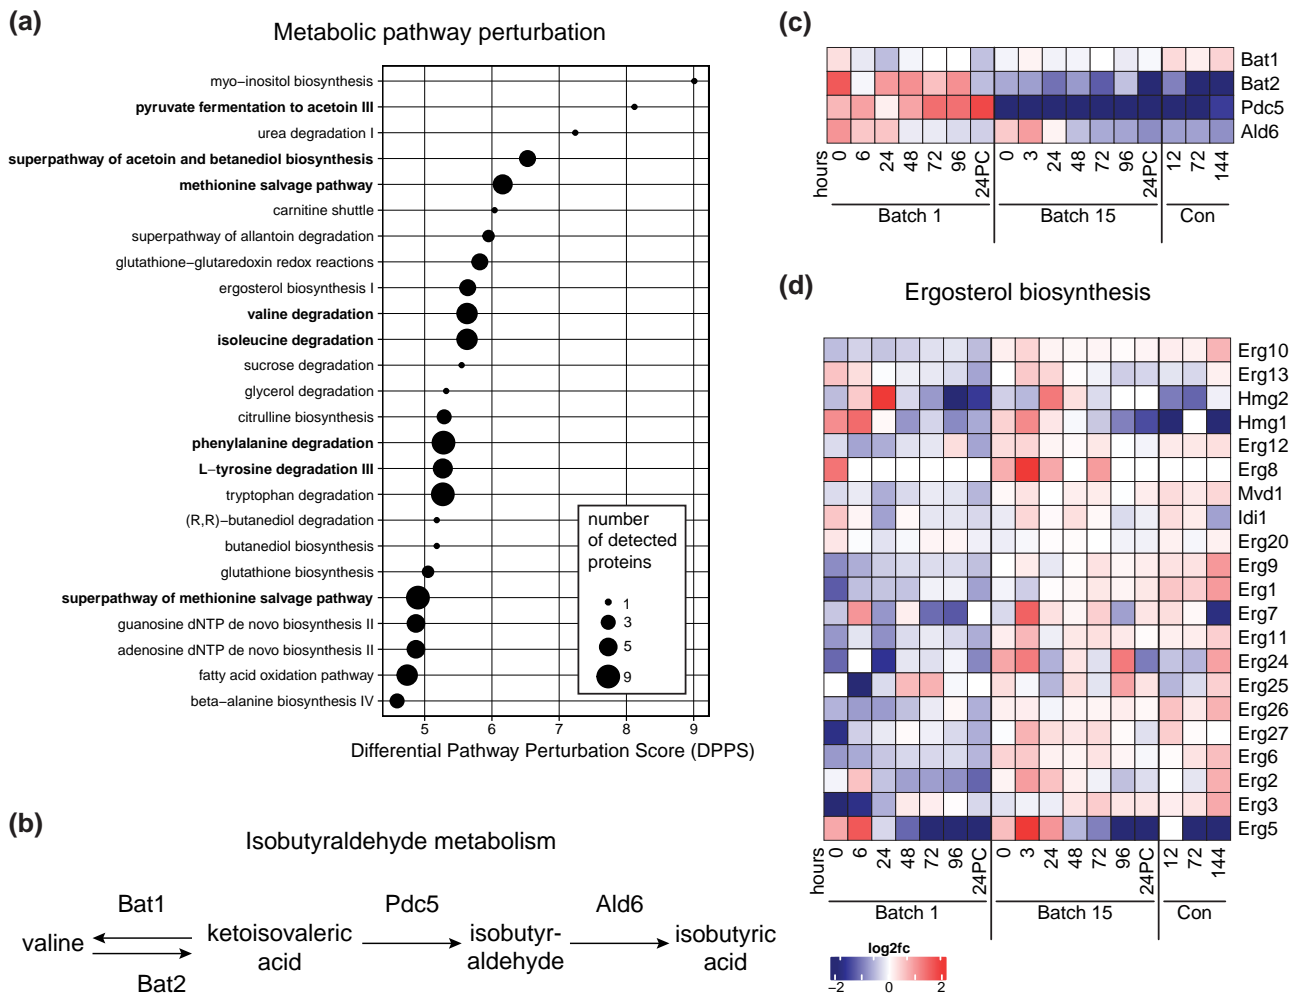 (a)
Metabolic pathway perturbation
myo−inositol biosynthesis
pyruvate fermentation to acetoin III
urea degradation I
superpathway of acetoin and betanediol biosynthesis
methionine salvage pathway
carnitine shuttle
superpathway of allantoin degradation
glutathione−glutaredoxin redox reactions
ergosterol biosynthesis I
valine degradation
isoleucine degradation
sucrose degradation
glycerol degradation
citrulline biosynthesis
phenylalanine degradation
L−tyrosine degradation III
tryptophan degradation
(R,R)−butanediol degradation
butanediol biosynthesis
glutathione biosynthesis
superpathway of methionine salvage pathway
guanosine dNTP de novo biosynthesis II
adenosine dNTP de novo biosynthesis II
fatty acid oxidation pathway
beta−alanine biosynthesis IV
number
of detected
proteins
1
3
5
9
5 6 7 8 9
Differential Pathway Perturbation Score (DPPS)
(b)
Isobutyraldehyde metabolism
Bat1 Pdc5 Ald6
valine ketoisovaleric acid isobutyr-aldehyde isobutyric acid
Bat2
(c)
Bat1
Bat2
Pdc5
Ald6
hours 0 6 24 48 72 96 24PC 0 3 24 48 72 96 24PC 12 72 144
Batch 1 Batch 15 Con
(d)
Ergosterol biosynthesis
Erg10
Erg13
Hmg2
Hmg1
Erg12
Erg8
Mvd1
Idi1
Erg20
Erg9
Erg1
Erg7
Erg11
Erg24
Erg25
Erg26
Erg27
Erg6
Erg2
Erg3
Erg5
hours 0 6 24 48 72 96 24PC 0 3 24 48 72 96 24PC 12 72 144
Batch 1 Batch 15 Con
log2fc
−2 0 2